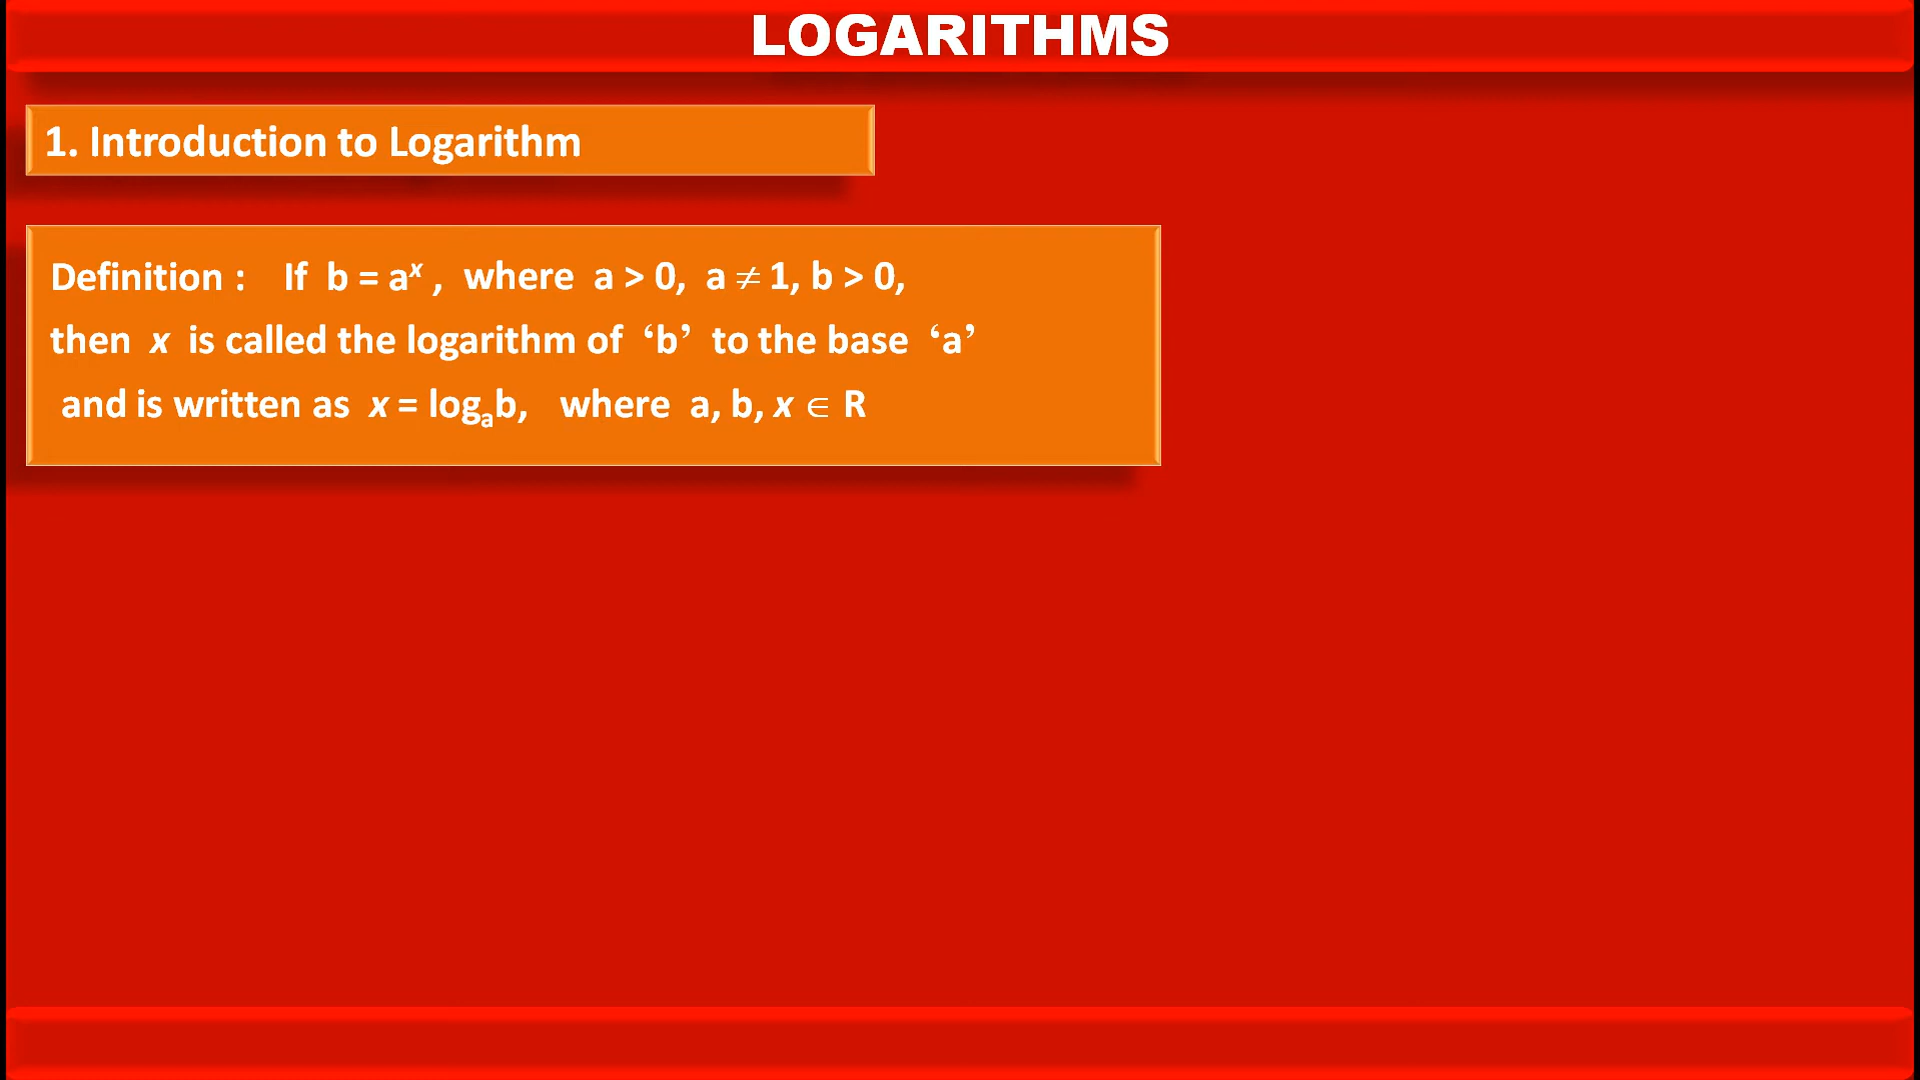 LOGARITHMS
1. Introduction to Logarithm
Definition : If b = aˣ , where a > 0, a ≠ 1, b > 0,
then x is called the logarithm of ‘b’ to the base ‘a’
and is written as x = logₐb, where a, b, x ∈ R